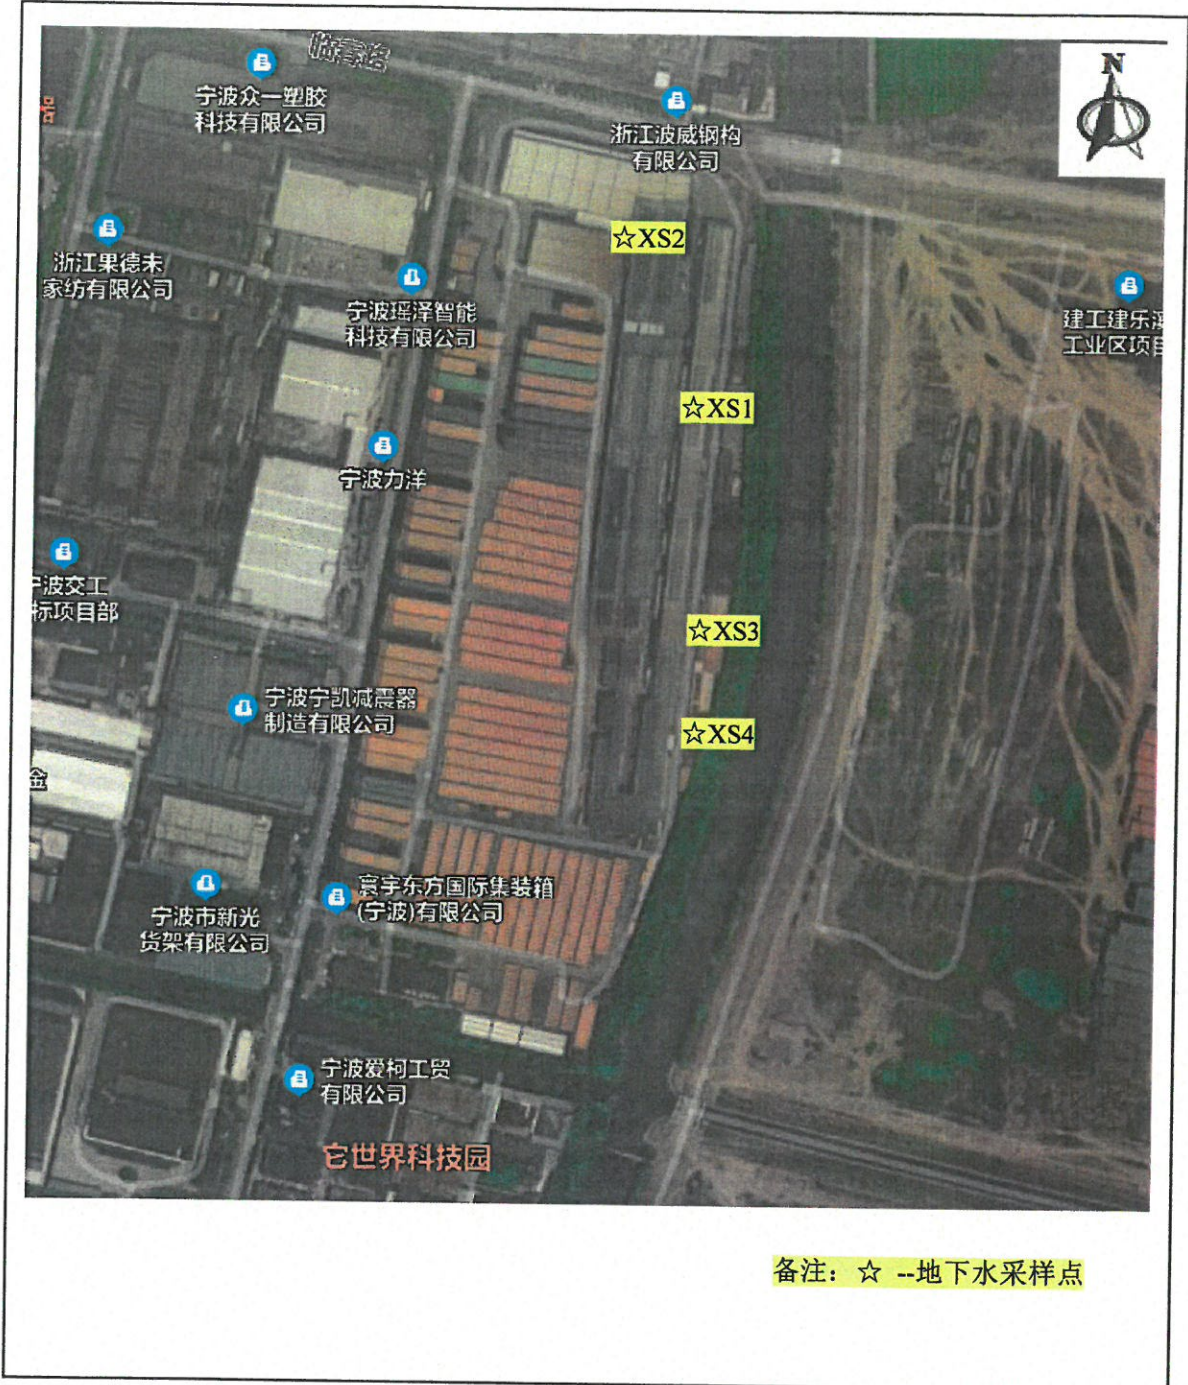 临寨路
宁波众一塑胶
科技有限公司
N
浙江波威钢构
有限公司
☆XS2
浙江果德未
家纺有限公司
宁波瑶泽智能
科技有限公司
建工建乐
工业区项目
☆XS1
宁波力洋
宁波交工
标项目部
☆XS3
宁波宁凯减震器
制造有限公司
☆XS4
金
寰宇东方国际集装箱
(宁波)有限公司
宁波市新光
货架有限公司
宁波爱柯工贸
有限公司
它世界科技园
备注：☆ --地下水采样点